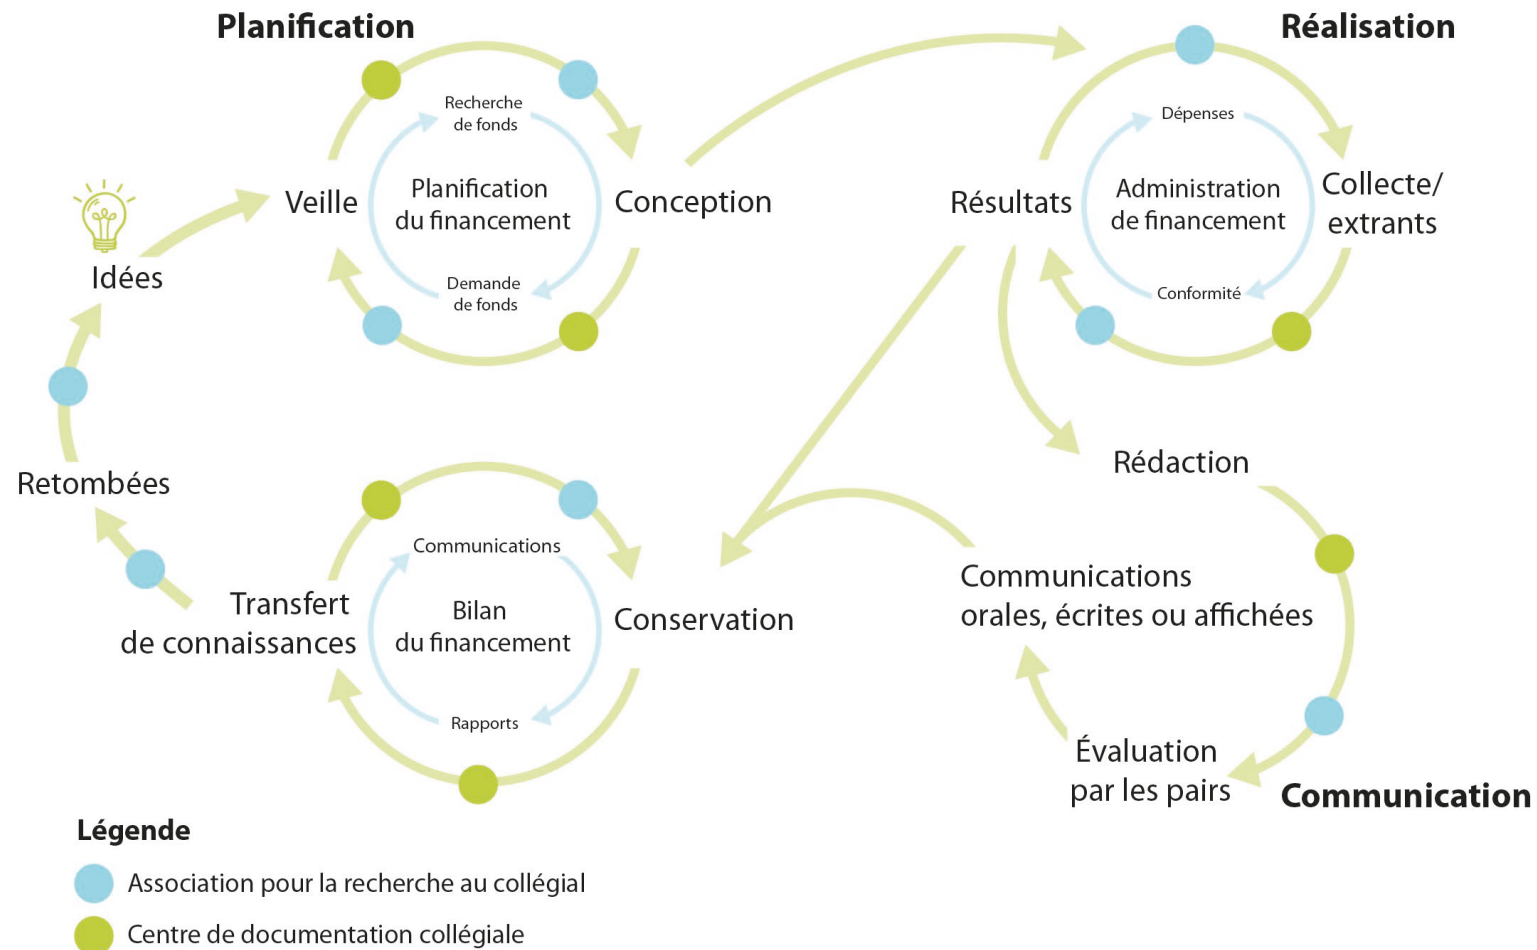 Planification
Réalisation
Recherche
de fonds
Veille
Planification
du financement
Conception
Demande
de fonds
Dépenses
Résultats
Administration
de financement
Collecte/
extrants
Conformité
Idées
Retombées
Rédaction
Communications
Transfert
de connaissances
Bilan
du financement
Conservation
Rapports
Communications
orales, écrites ou affichées
Évaluation
par les pairs
Communication
Légende
Association pour la recherche au collégial
Centre de documentation collégiale